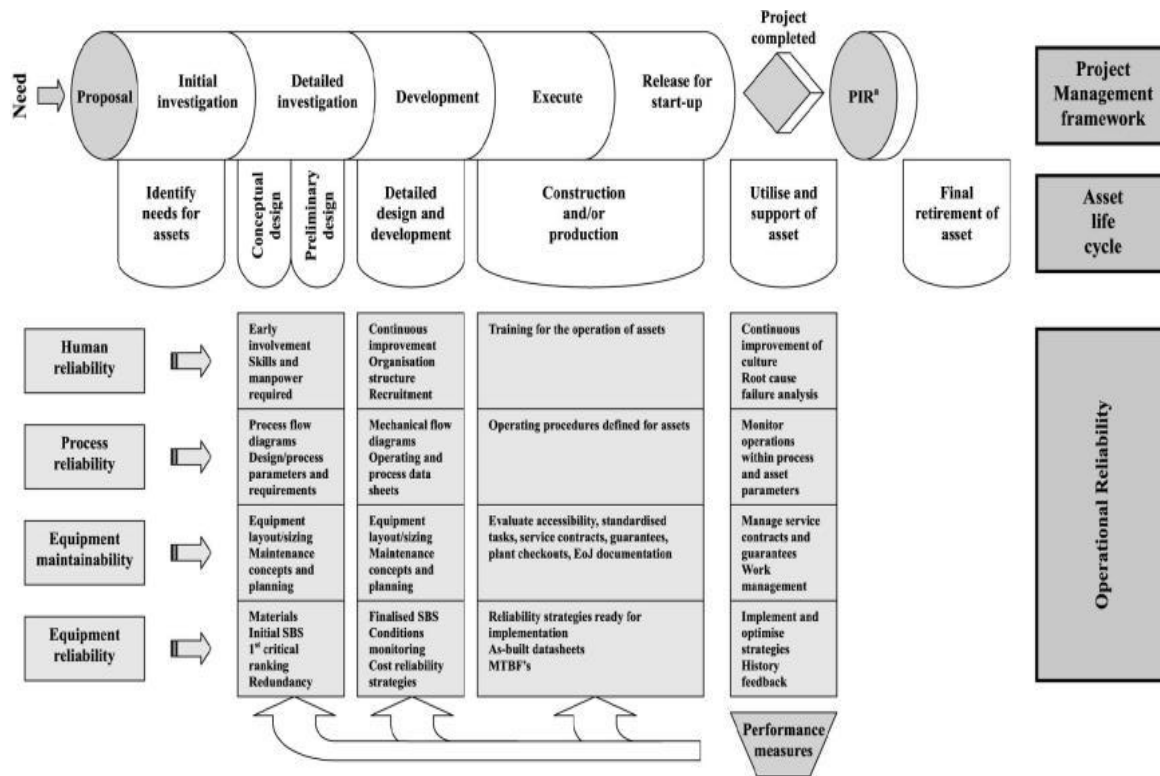 Need
Proposal
Initial
investigation
Detailed
investigation
Development
Execute
Release for
start-up
Project
completed
PIRᵃ
Project
Management
framework
Identify
needs for
assets
Conceptual
design
Preliminary
design
Detailed
design and
development
Construction
and/or
production
Utilise and
support of
asset
Final
retirement of
asset
Asset
life
cycle
Human
reliability
Early
involvement
Skills and
manpower
required
Continuous
improvement
Organisation
structure
Recruitment
Training for the operation of assets
Continuous
improvement of
culture
Root cause
failure analysis
Process
reliability
Process flow
diagrams
Design/process
parameters and
requirements
Mechanical flow
diagrams
Operating and
process data
sheets
Operating procedures defined for assets
Monitor
operations
within process
and asset
parameters
Equipment
maintainability
Equipment
layout/sizing
Maintenance
concepts and
planning
Equipment
layout/sizing
Maintenance
concepts and
planning
Evaluate accessibility, standardised
tasks, service contracts, guarantees,
plant checkouts, EoJ documentation
Manage service
contracts and
guarantees
Work
management
Equipment
reliability
Materials
Initial SBS
1st critical
ranking
Redundancy
Finalised SBS
Conditions
monitoring
Cost reliability
strategies
Reliability strategies ready for
implementation
As-built datasheets
MTBF's
Implement and
optimise
strategies
History
feedback
Operational Reliability
Performance
measures